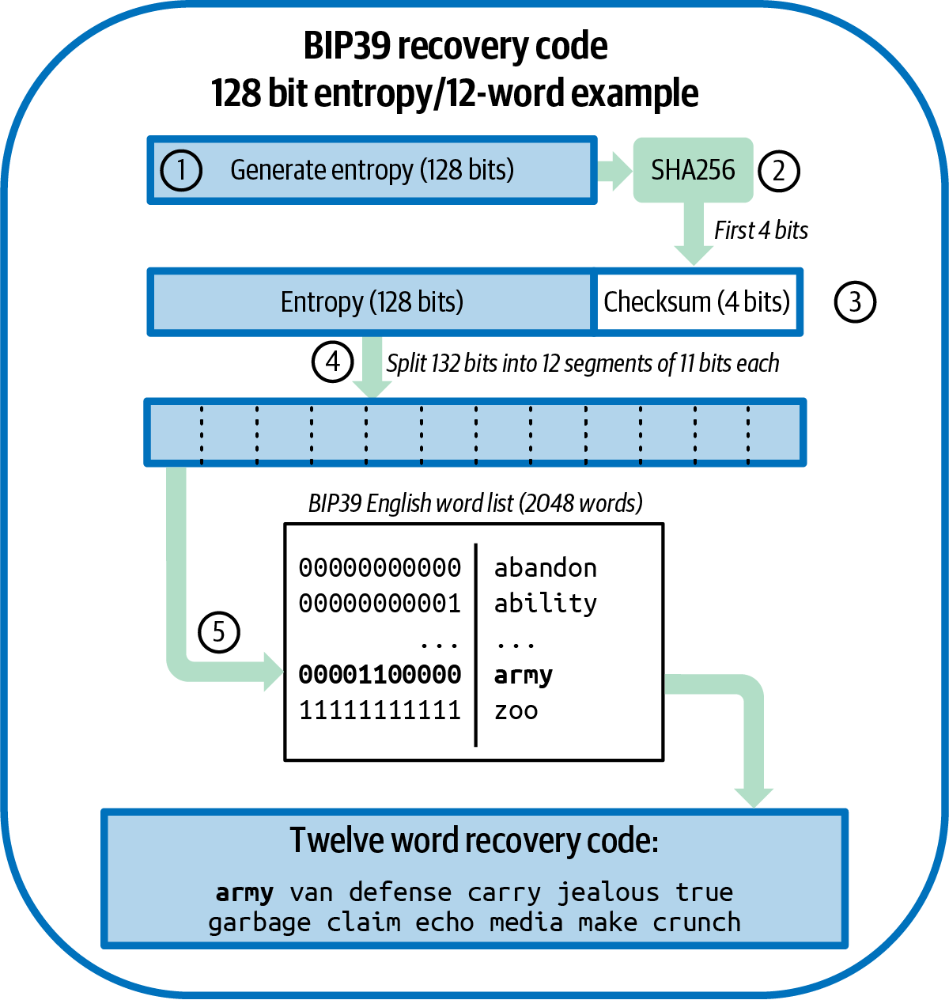 BIP39 recovery code
128 bit entropy/12-word example
1 Generate entropy (128 bits)
SHA256 2
First 4 bits
Entropy (128 bits)
Checksum (4 bits)
3
4 Split 132 bits into 12 segments of 11 bits each
BIP39 English word list (2048 words)
00000000000 abandon
00000000001 ability
... ...
5
00001100000 army
11111111111 zoo
Twelve word recovery code:
army van defense carry jealous true
garbage claim echo media make crunch